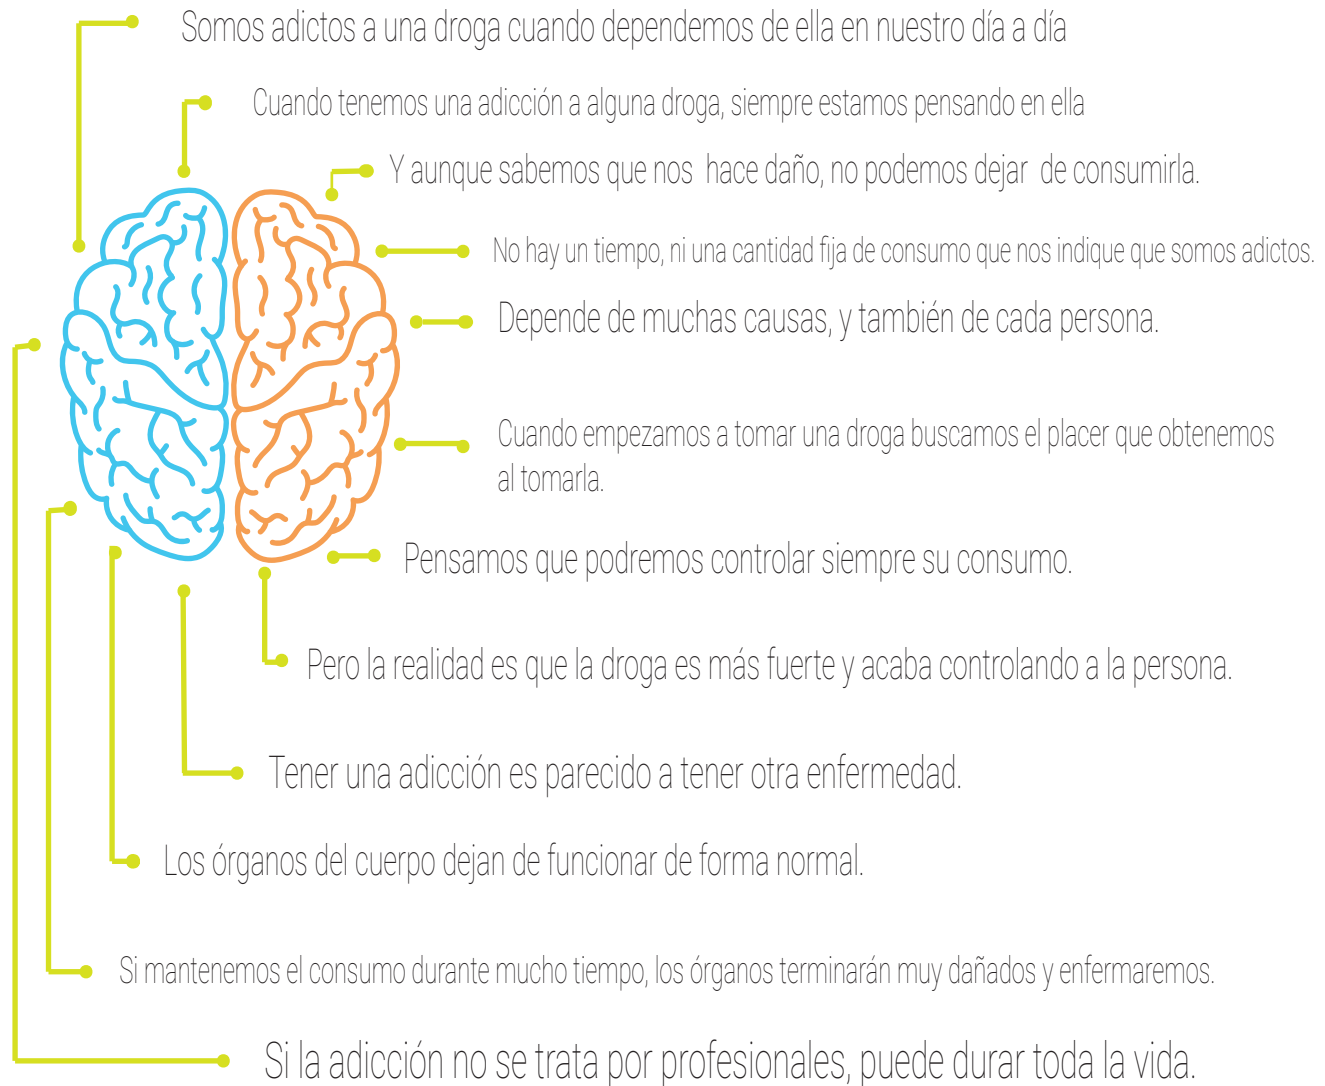 Somos adictos a una droga cuando dependemos de ella en nuestro día a día
Cuando tenemos una adicción a alguna droga, siempre estamos pensando en ella
Y aunque sabemos que nos hace daño, no podemos dejar de consumirla.
No hay un tiempo, ni una cantidad fija de consumo que nos indique que somos adictos.
Depende de muchas causas, y también de cada persona.
Cuando empezamos a tomar una droga buscamos el placer que obtenemos
al tomarla.
Pensamos que podremos controlar siempre su consumo.
Pero la realidad es que la droga es más fuerte y acaba controlando a la persona.
Tener una adicción es parecido a tener otra enfermedad.
Los órganos del cuerpo dejan de funcionar de forma normal.
Si mantenemos el consumo durante mucho tiempo, los órganos terminarán muy dañados y enfermaremos.
Si la adicción no se trata por profesionales, puede durar toda la vida.